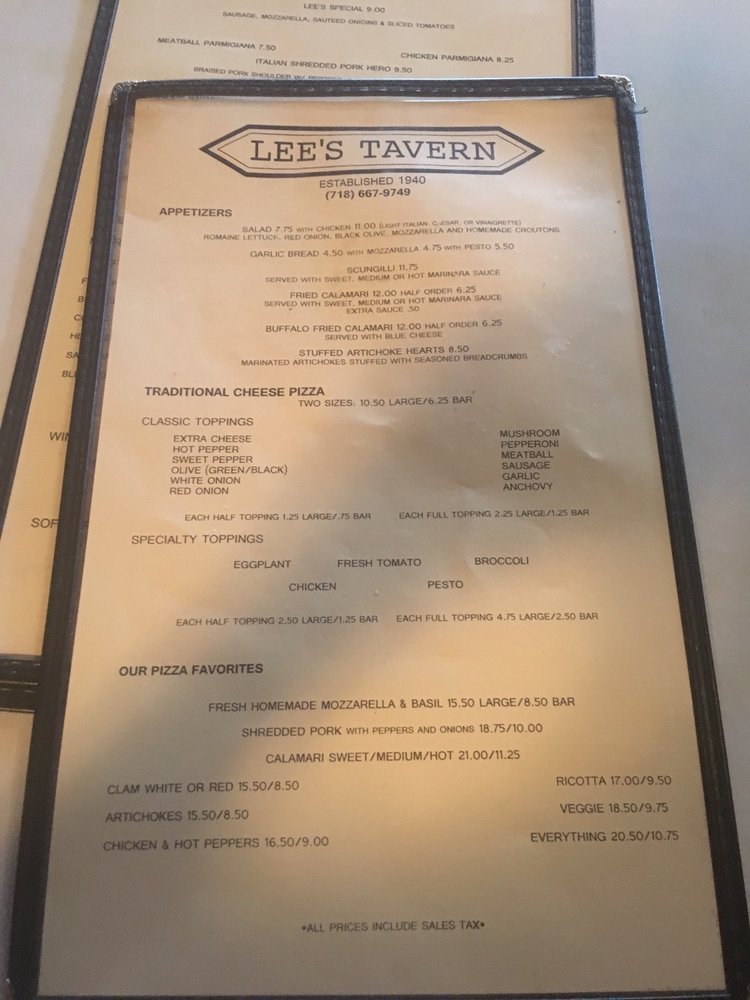 LEE'S SPECIAL 9.00
SAUSAGE, MOZZARELLA, SAUTEED ONIOINS & SLICED TOMATOES
MEATBALL PARMIGIANA 7.50
CHICKEN PARMIGIANA 8.25
ITALIAN SHREDDED PORK HERO 9.50
BRAISED PORK SHOULDER W/
LEE'S TAVERN
ESTABLISHED 1940
(718) 667-9749
APPETIZERS
SALAD 7.75 WITH CHICKEN 11.00 (LIGHT ITALIAN, CAESAR, OR VINAIGRETTE)
ROMAINE LETTUCE, RED ONION, BLACK OLIVE, MOZZARELLA AND HOMEMADE CROUTONS
GARLIC BREAD 4.50 WITH MOZZARELLA 4.75 WITH PESTO 5.50
SCUNGILLI 11.75
SERVED WITH SWEET, MEDIUM OR HOT MARINARA SAUCE
FRIED CALAMARI 12.00 HALF ORDER 6.25
SERVED WITH SWEET, MEDIUM OR HOT MARINARA SAUCE
EXTRA SAUCE .50
BUFFALO FRIED CALAMARI 12.00 HALF ORDER 6.25
SERVED WITH BLUE CHEESE
STUFFED ARTICHOKE HEARTS 8.50
MARINATED ARTICHOKES STUFFED WITH SEASONED BREADCRUMBS
TRADITIONAL CHEESE PIZZA
TWO SIZES: 10.50 LARGE/6.25 BAR
CLASSIC TOPPINGS
EXTRA CHEESE
HOT PEPPER
SWEET PEPPER
OLIVE (GREEN/BLACK)
WHITE ONION
RED ONION
MUSHROOM
PEPPERONI
MEATBALL
SAUSAGE
GARLIC
ANCHOVY
EACH HALF TOPPING 1.25 LARGE/.75 BAR EACH FULL TOPPING 2.25 LARGE/1.25 BAR
SPECIALTY TOPPINGS
EGGPLANT FRESH TOMATO BROCCOLI
CHICKEN PESTO
EACH HALF TOPPING 2.50 LARGE/1.25 BAR EACH FULL TOPPING 4.75 LARGE/2.50 BAR
OUR PIZZA FAVORITES
FRESH HOMEMADE MOZZARELLA & BASIL 15.50 LARGE/8.50 BAR
SHREDDED PORK WITH PEPPERS AND ONIONS 18.75/10.00
CALAMARI SWEET/MEDIUM/HOT 21.00/11.25
CLAM WHITE OR RED 15.50/8.50
ARTICHOKES 15.50/8.50
CHICKEN & HOT PEPPERS 16.50/9.00
RICOTTA 17.00/9.50
VEGGIE 18.50/9.75
EVERYTHING 20.50/10.75
*ALL PRICES INCLUDE SALES TAX*